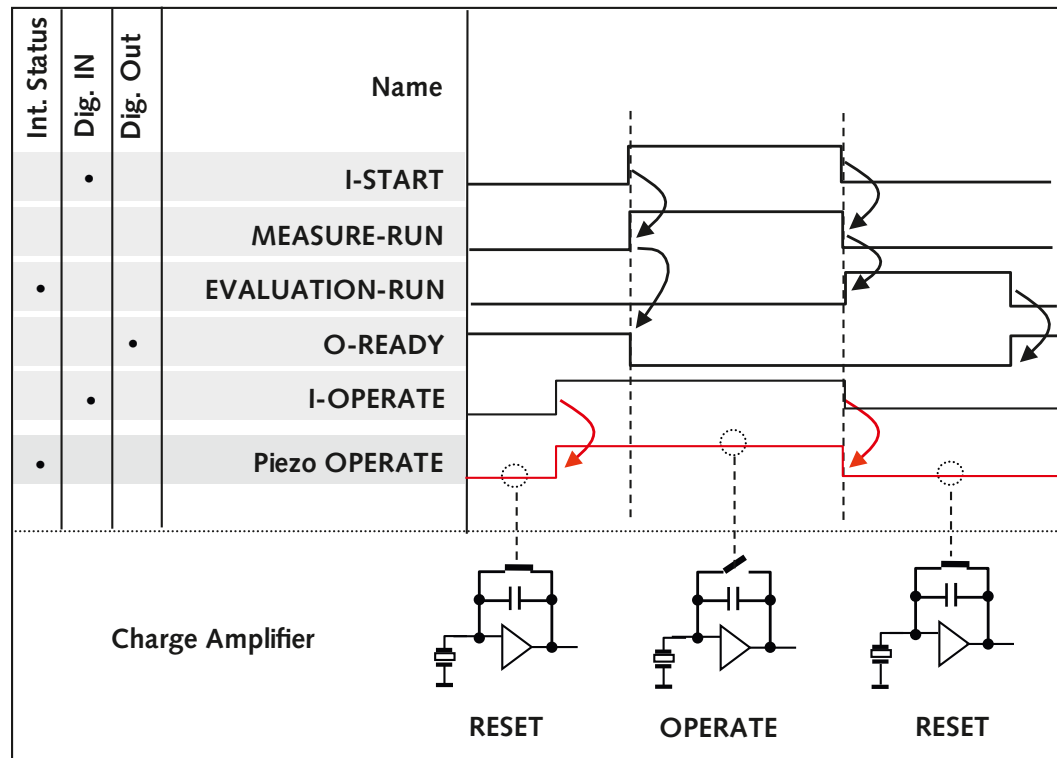 Int. Status
Dig. IN
Dig. Out
Name
I-START
MEASURE-RUN
EVALUATION-RUN
O-READY
I-OPERATE
Piezo OPERATE
Charge Amplifier
RESET
OPERATE
RESET